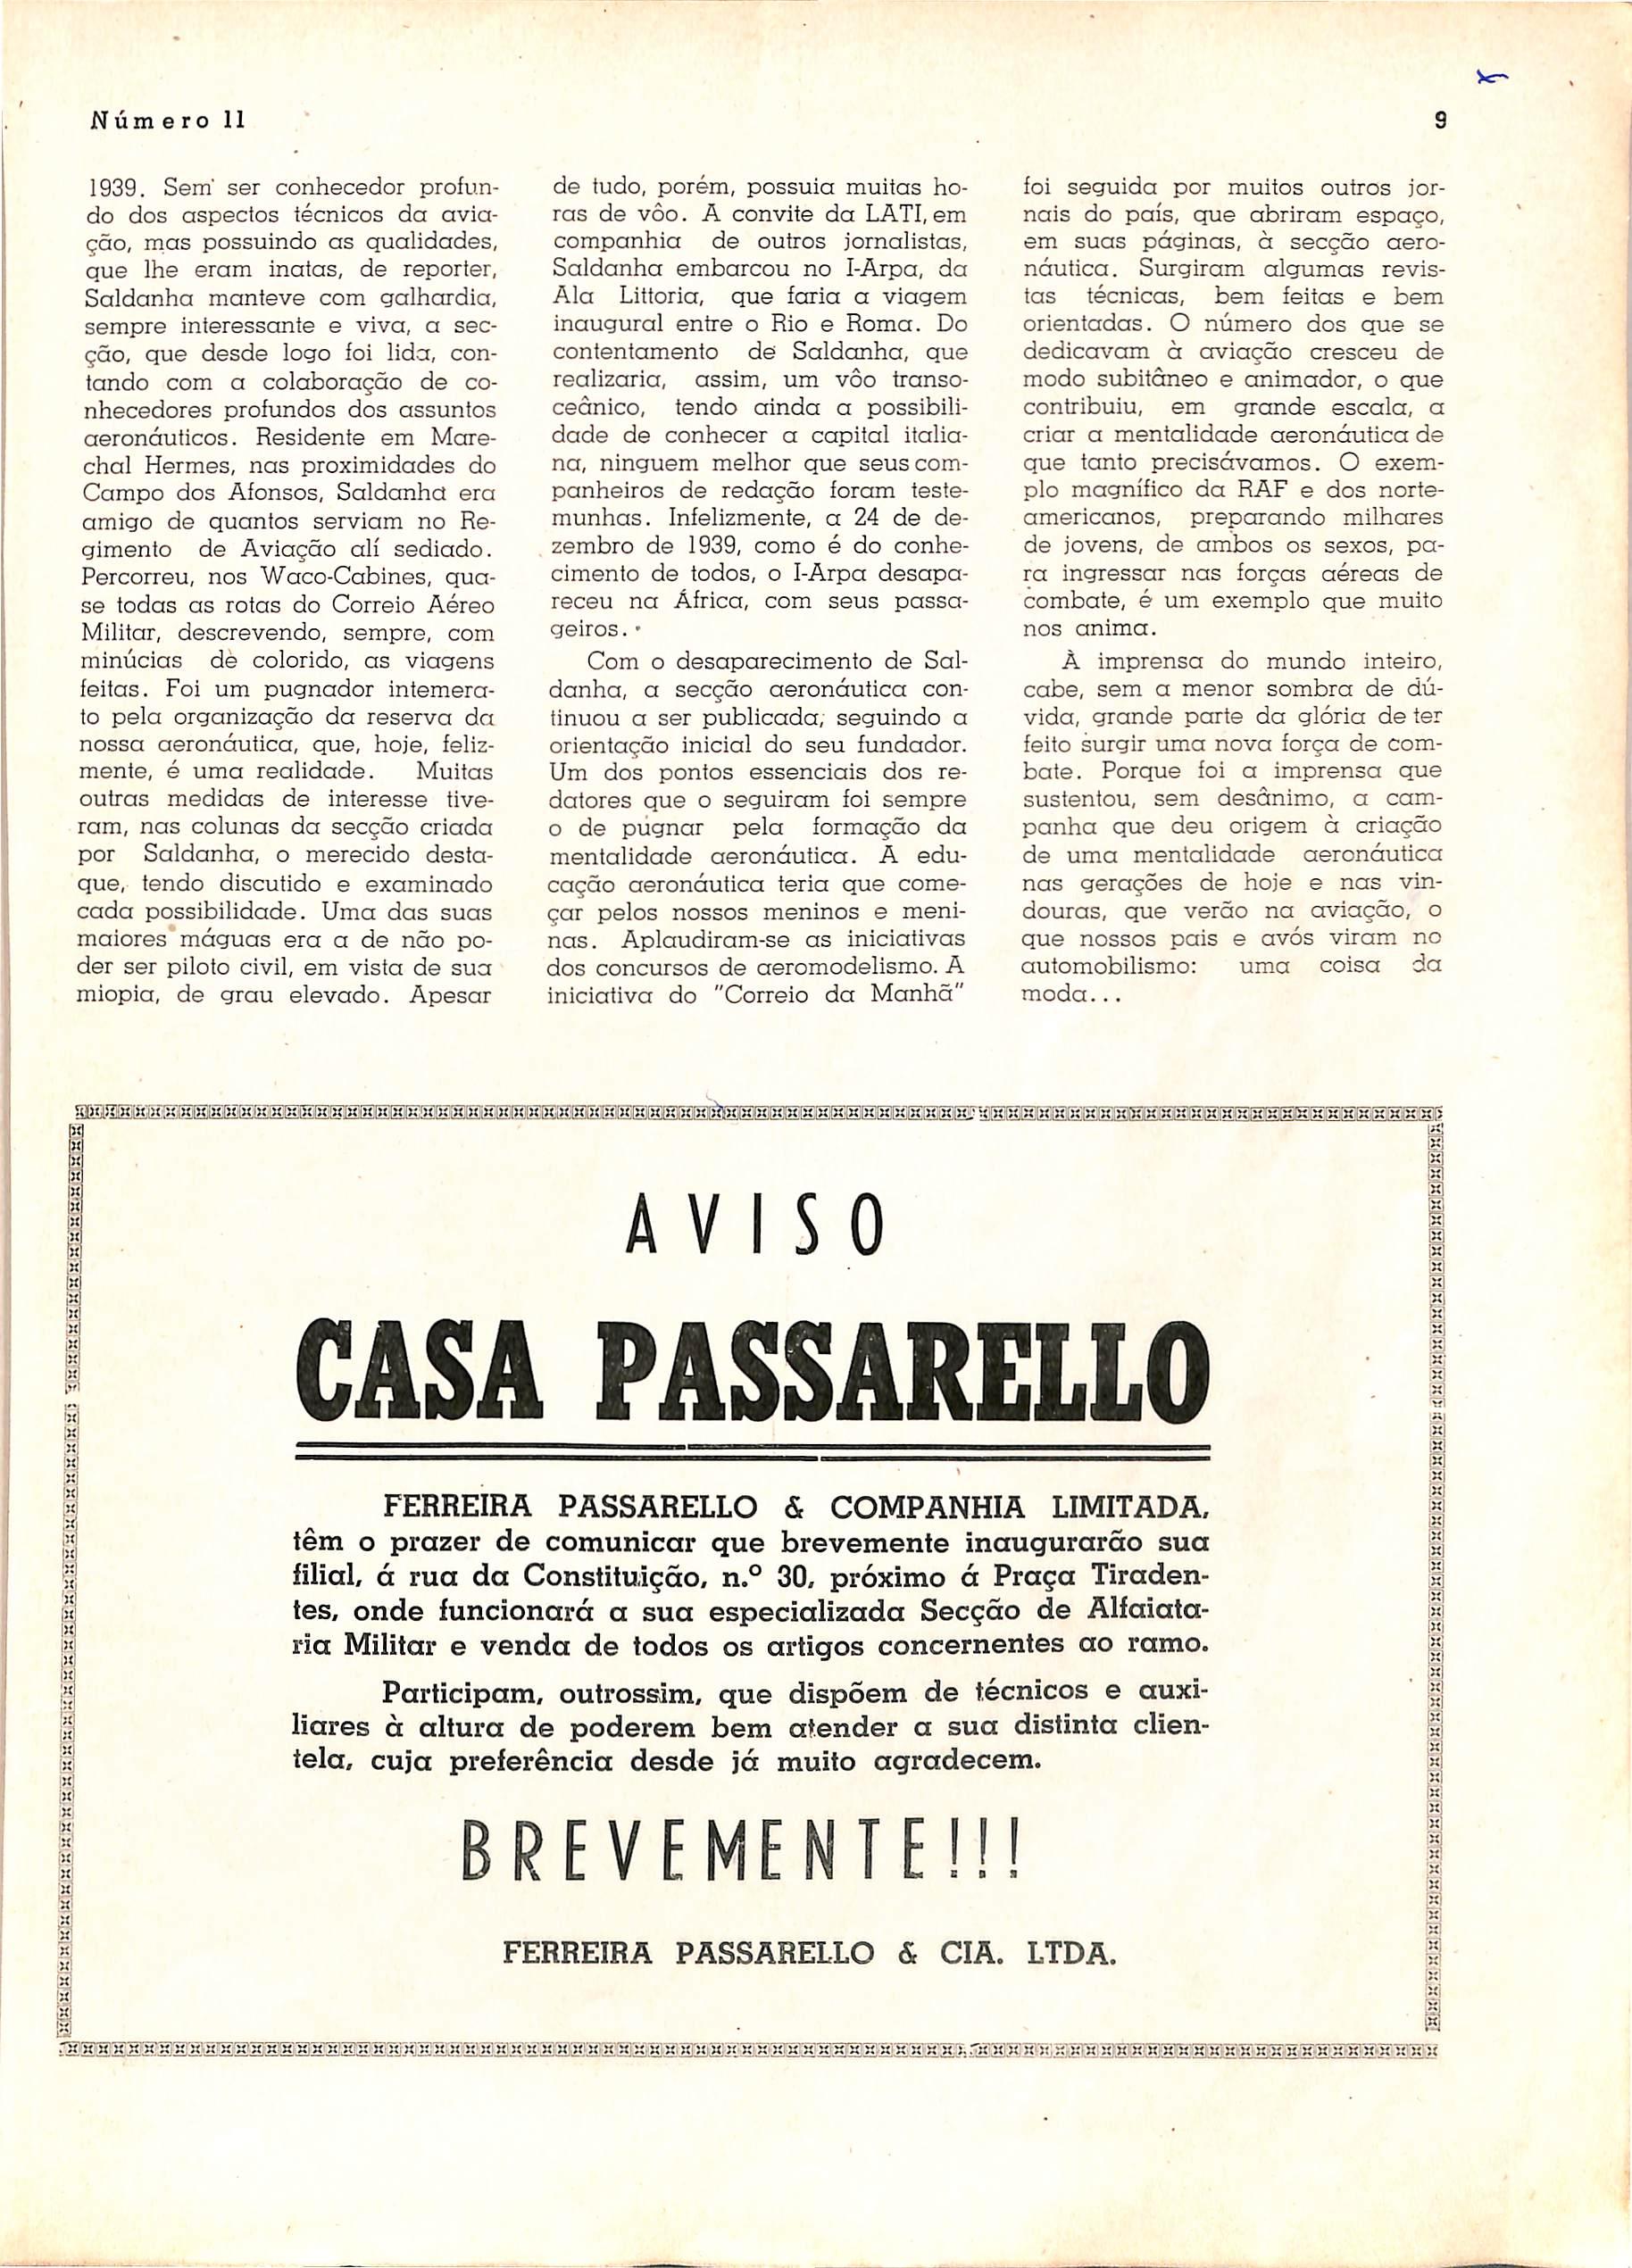 Número 11
9
1939. Sem ser conhecedor profun-
do dos aspectos técnicos da avia-
ção, mas possuindo as qualidades,
que lhe eram inatas, de reporter,
Saldanha manteve com galhardia,
sempre interessante e viva, a sec-
ção, que desde logo foi lida, con-
tando com a colaboração de co-
nhecedores profundos dos assuntos
aeronáuticos. Residente em Mare-
chal Hermes, nas proximidades do
Campo dos Afonsos, Saldanha era
amigo de quantos serviam no Re-
gimento de Aviação alí sediado.
Percorreu, nos Waco-Cabines, qua-
se todas as rotas do Correio Aéreo
Militar, descrevendo, sempre, com
minúcias de colorido, as viagens
feitas. Foi um pugnador intemera-
to pela organização da reserva da
nossa aeronáutica, que, hoje, feliz-
mente, é uma realidade. Muitas
outras medidas de interesse tive-
ram, nas colunas da secção criada
por Saldanha, o merecido desta-
que, tendo discutido e examinado
cada possibilidade. Uma das suas
maiores máguas era a de não po-
der ser piloto civil, em vista de sua
miopia, de grau elevado. Apesar
de tudo, porém, possuia muitas ho-
ras de vôo. A convite da LATI, em
companhia de outros jornalistas,
Saldanha embarcou no I-Arpa, da
Ala Littoria, que faria a viagem
inaugural entre o Rio e Roma. Do
contentamento de Saldanha, que
realizaria, assim, um vôo transo-
ceânico, tendo ainda a possibili-
dade de conhecer a capital italia-
na, ninguem melhor que seus com-
panheiros de redação foram teste-
munhas. Infelizmente, a 24 de de-
zembro de 1939, como é do conhe-
cimento de todos, o I-Arpa desapa-
receu na África, com seus passa-
geiros.
Com o desaparecimento de Sal-
danha, a secção aeronáutica con-
tinuou a ser publicada, seguindo a
orientação inicial do seu fundador.
Um dos pontos essenciais dos re-
datores que o seguiram foi sempre
o de pugnar pela formação da
mentalidade aeronáutica. A edu-
cação aeronáutica teria que come-
çar pelos nossos meninos e meni-
nas. Aplaudiram-se as iniciativas
dos concursos de aeromodelismo. A
iniciativa do "Correio da Manhã"
foi seguida por muitos outros jor-
nais do país, que abriram espaço,
em suas páginas, à secção aero-
náutica. Surgiram algumas revis-
tas técnicas, bem feitas e bem
orientadas. O número dos que se
dedicavam à aviação cresceu de
modo subitâneo e animador, o que
contribuiu, em grande escala, a
criar a mentalidade aeronáutica de
que tanto precisávamos. O exem-
plo magnífico da RAF e dos norte-
americanos, preparando milhares
de jovens, de ambos os sexos, pa-
ra ingressar nas forças aéreas de
combate, é um exemplo que muito
nos anima.
À imprensa do mundo inteiro,
cabe, sem a menor sombra de dú-
vida, grande parte da glória de ter
feito surgir uma nova força de com-
bate. Porque foi a imprensa que
sustentou, sem desânimo, a cam-
panha que deu origem à criação
de uma mentalidade aeronáutica
nas gerações de hoje e nas vin-
douras, que verão na aviação, o
que nossos pais e avós viram no
automobilismo: uma coisa da
moda...
AVISO
CASA PASSARELLO
FERREIRA PASSARELLO & COMPANHIA LIMITADA,
têm o prazer de comunicar que brevemente inaugurarão sua
filial, á rua da Constituição, n.º 30, próximo á Praça Tiraden-
tes, onde funcionará a sua especializada Secção de Alfaiata-
ria Militar e venda de todos os artigos concernentes ao ramo.
Participam, outrossim, que dispõem de técnicos e auxi-
liares à altura de poderem bem atender a sua distinta clien-
tela, cuja preferência desde já muito agradecem.
BREVEMENTE!!!
FERREIRA PASSARELLO & CIA. LTDA.